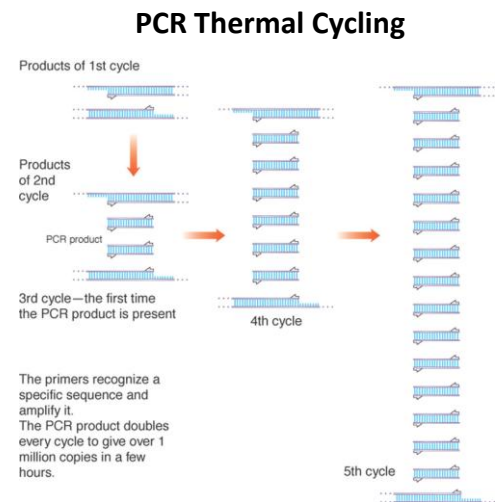 PCR Thermal Cycling
Products of 1st cycle
Products
of 2nd
cycle
PCR product
3rd cycle—the first time
the PCR product is present
4th cycle
The primers recognize a
specific sequence and
amplify it.
The PCR product doubles
every cycle to give over 1
million copies in a few
hours.
5th cycle